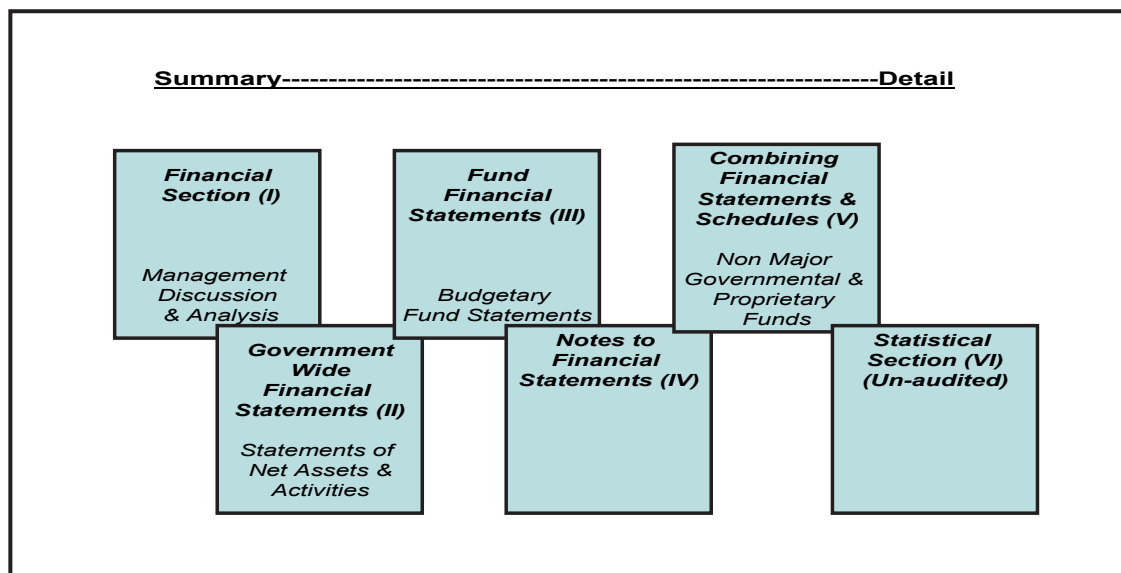 Summary----------------------------------------------------------------Detail
Financial
Section (I)
Management
Discussion
& Analysis
Government
Wide
Financial
Statements (II)
Statements of
Net Assets &
Activities
Fund
Financial
Statements (III)
Budgetary
Fund Statements
Notes to
Financial
Statements (IV)
Combining
Financial
Statements &
Schedules (V)
Non Major
Governmental &
Proprietary
Funds
Statistical
Section (VI)
(Un-audited)